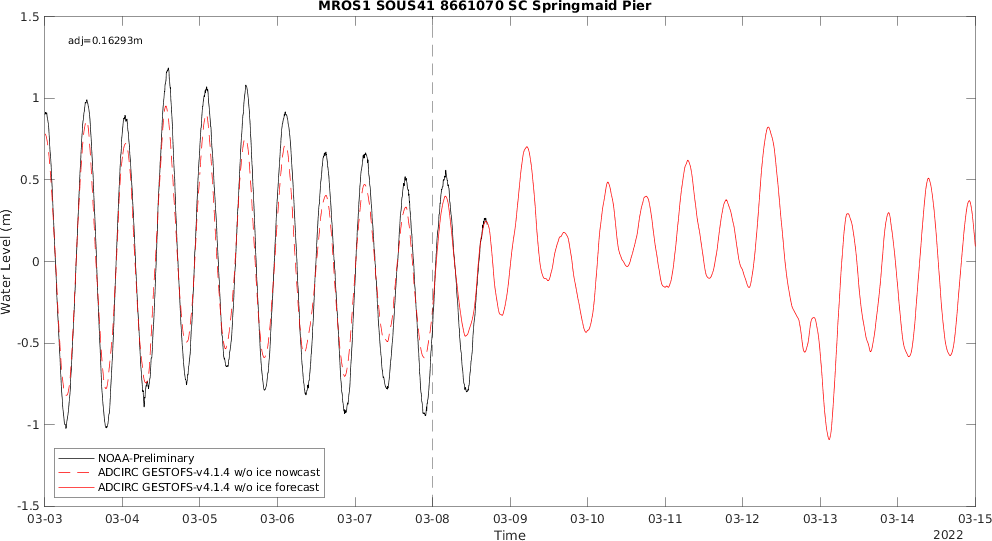 MROS1 SOUS41 8661070 SC Springmaid Pier
adj=0.16293m
1.5
1
0.5
0
-0.5
-1
-1.5
Water Level (m)
NOAA-Preliminary
ADCIRC GESTOFS-v4.1.4 w/o ice nowcast
ADCIRC GESTOFS-v4.1.4 w/o ice forecast
03-03 03-04 03-05 03-06 03-07 03-08 03-09 03-10 03-11 03-12 03-13 03-14 03-15
Time
2022